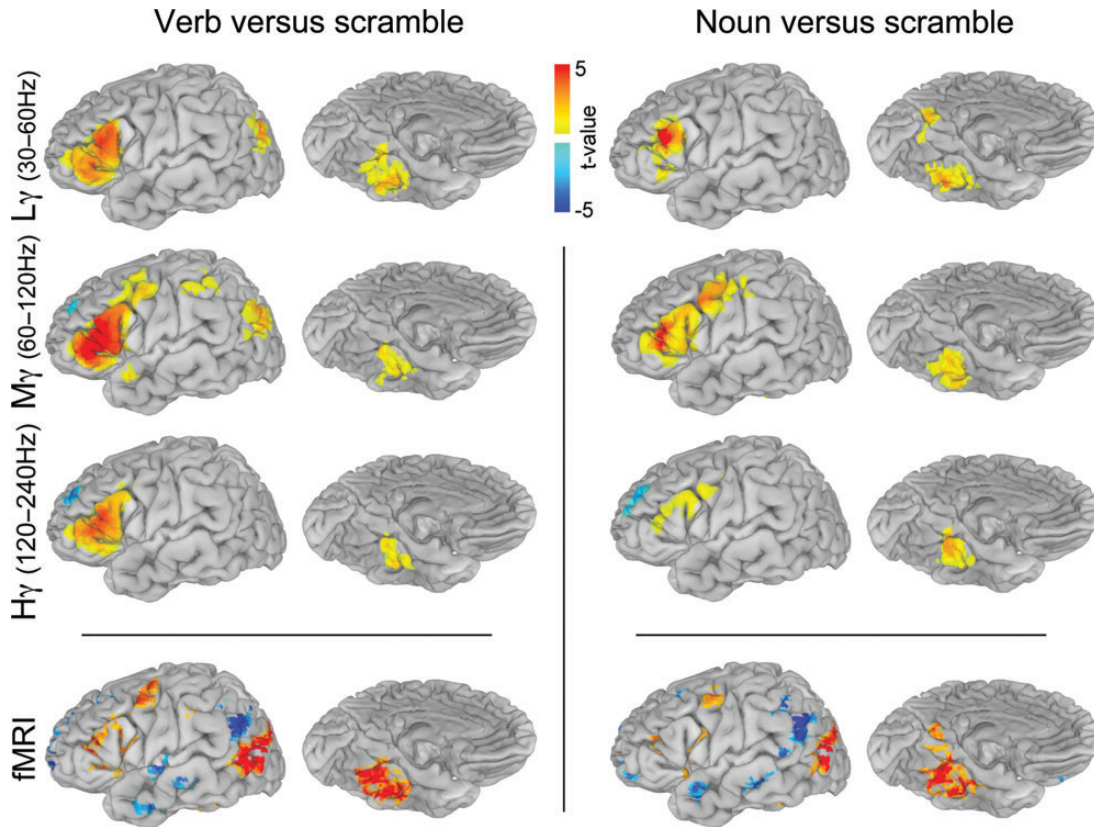 Verb versus scramble
Noun versus scramble
Lγ (30–60Hz)
5
t-value
-5
Mγ (60–120Hz)
Hγ (120–240Hz)
fMRI